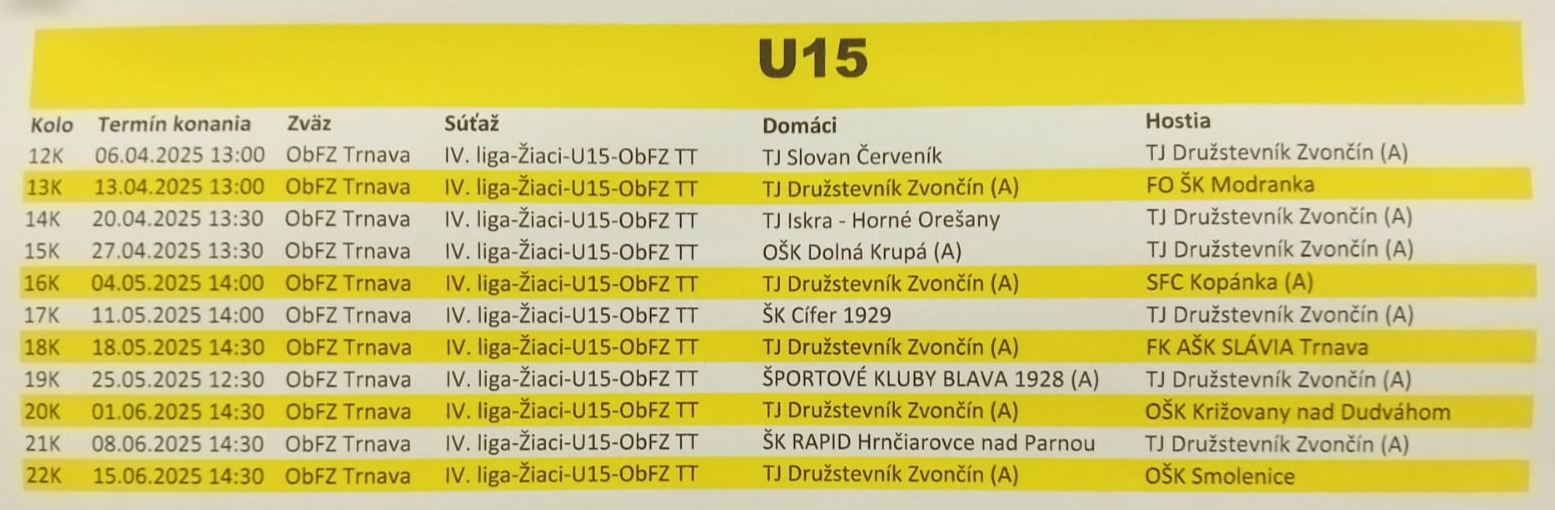 U15
Kolo Termín konania Zväz Súťaž Domáci Hostia
12K 06.04.2025 13:00 ObFZ Trnava IV. liga-Žiaci-U15-ObFZ TT TJ Slovan Červeník TJ Družstevník Zvončín (A)
13K 13.04.2025 13:00 ObFZ Trnava IV. liga-Žiaci-U15-ObFZ TT TJ Družstevník Zvončín (A) FO ŠK Modranka
14K 20.04.2025 13:30 ObFZ Trnava IV. liga-Žiaci-U15-ObFZ TT TJ Iskra - Horné Orešany TJ Družstevník Zvončín (A)
15K 27.04.2025 13:30 ObFZ Trnava IV. liga-Žiaci-U15-ObFZ TT OŠK Dolná Krupá (A) TJ Družstevník Zvončín (A)
16K 04.05.2025 14:00 ObFZ Trnava IV. liga-Žiaci-U15-ObFZ TT TJ Družstevník Zvončín (A) SFC Kopánka (A)
17K 11.05.2025 14:00 ObFZ Trnava IV. liga-Žiaci-U15-ObFZ TT ŠK Cífer 1929 TJ Družstevník Zvončín (A)
18K 18.05.2025 14:30 ObFZ Trnava IV. liga-Žiaci-U15-ObFZ TT TJ Družstevník Zvončín (A) FK AŠK SLÁVIA Trnava
19K 25.05.2025 12:30 ObFZ Trnava IV. liga-Žiaci-U15-ObFZ TT ŠPORTOVÉ KLUBY BLAVA 1928 (A) TJ Družstevník Zvončín (A)
20K 01.06.2025 14:30 ObFZ Trnava IV. liga-Žiaci-U15-ObFZ TT TJ Družstevník Zvončín (A) OŠK Križovany nad Dudváhom
21K 08.06.2025 14:30 ObFZ Trnava IV. liga-Žiaci-U15-ObFZ TT ŠK RAPID Hrnčiarovce nad Parnou TJ Družstevník Zvončín (A)
22K 15.06.2025 14:30 ObFZ Trnava IV. liga-Žiaci-U15-ObFZ TT TJ Družstevník Zvončín (A) OŠK Smolenice